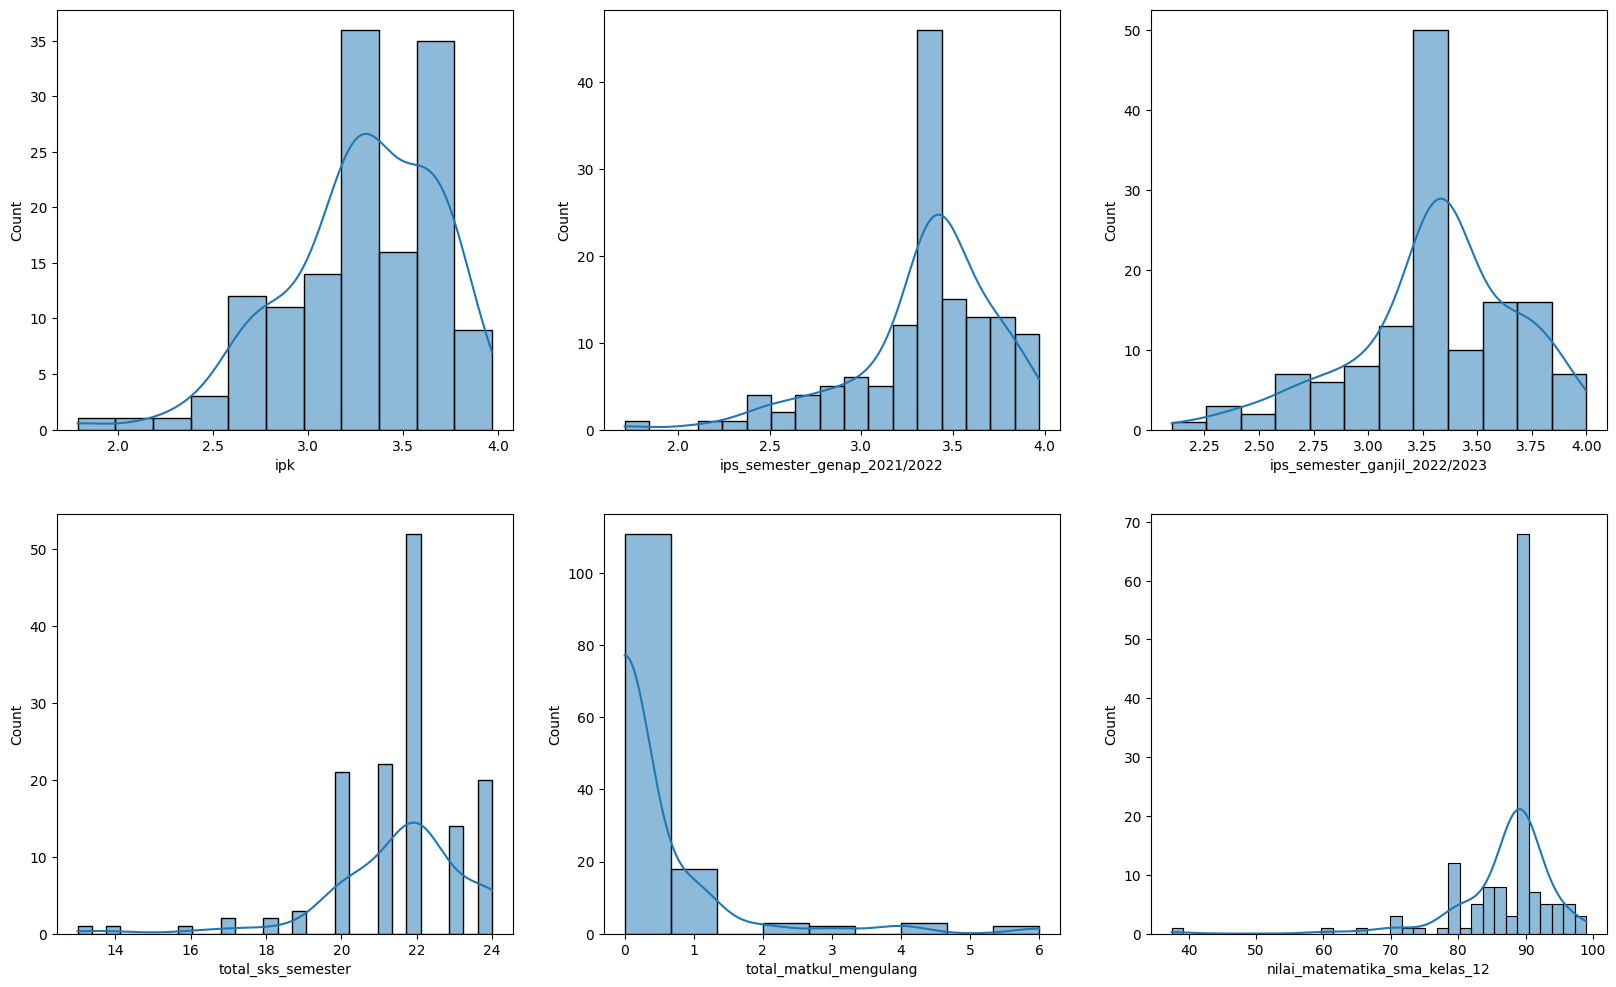 35
30
25
20
15
10
5
0
Count
2.0 2.5 3.0 3.5 4.0
ipk
40
30
20
10
0
Count
2.0 2.5 3.0 3.5 4.0
ips_semester_genap_2021/2022
50
40
30
20
10
0
Count
2.25 2.50 2.75 3.00 3.25 3.50 3.75 4.00
ips_semester_ganjil_2022/2023
50
40
30
20
10
0
Count
14 16 18 20 22 24
total_sks_semester
100
80
60
40
20
0
Count
0 1 2 3 4 5 6
total_matkul_mengulang
70
60
50
40
30
20
10
0
Count
40 50 60 70 80 90 100
nilai_matematika_sma_kelas_12